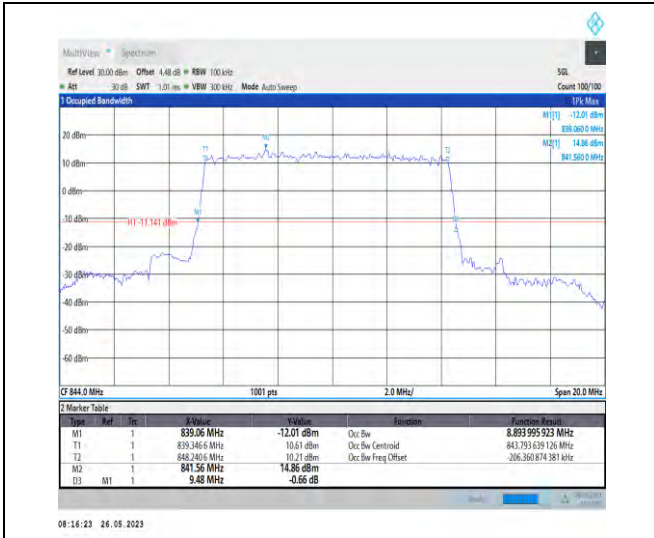 MultiView Spectrum
Ref Level 30.00 dBm Offset 4.48 dB RBW 100 kHz SGL
Att 30 dB SWT 1.01 ms VBW 300 kHz Mode Auto Sweep Count 100/100
1 Occupied Bandwidth 1Pk Max
M1[1] -12.01 dBm
839.060 0 MHz
M2[1] 14.86 dBm
841.560 0 MHz
20 dBm
M2
T1 T2
10 dBm
0 dBm
M1
-10 dBm
H1 -11.141 dBm
-20 dBm
-30 dBm
-40 dBm
-50 dBm
-60 dBm
CF 844.0 MHz 1001 pts 2.0 MHz/ Span 20.0 MHz
2 Marker Table
Type Ref Trc X-Value Y-Value Function Function Result
M1 1 839.06 MHz -12.01 dBm Occ Bw 8.893 995 923 MHz
T1 1 839.346 6 MHz 10.61 dBm Occ Bw Centroid 843.793 639 126 MHz
T2 1 848.240 6 MHz 10.21 dBm Occ Bw Freq Offset -206.360 874 381 kHz
M2 1 841.56 MHz 14.86 dBm
D3 M1 1 9.48 MHz -0.66 dB
08:16:23 26.05.2023